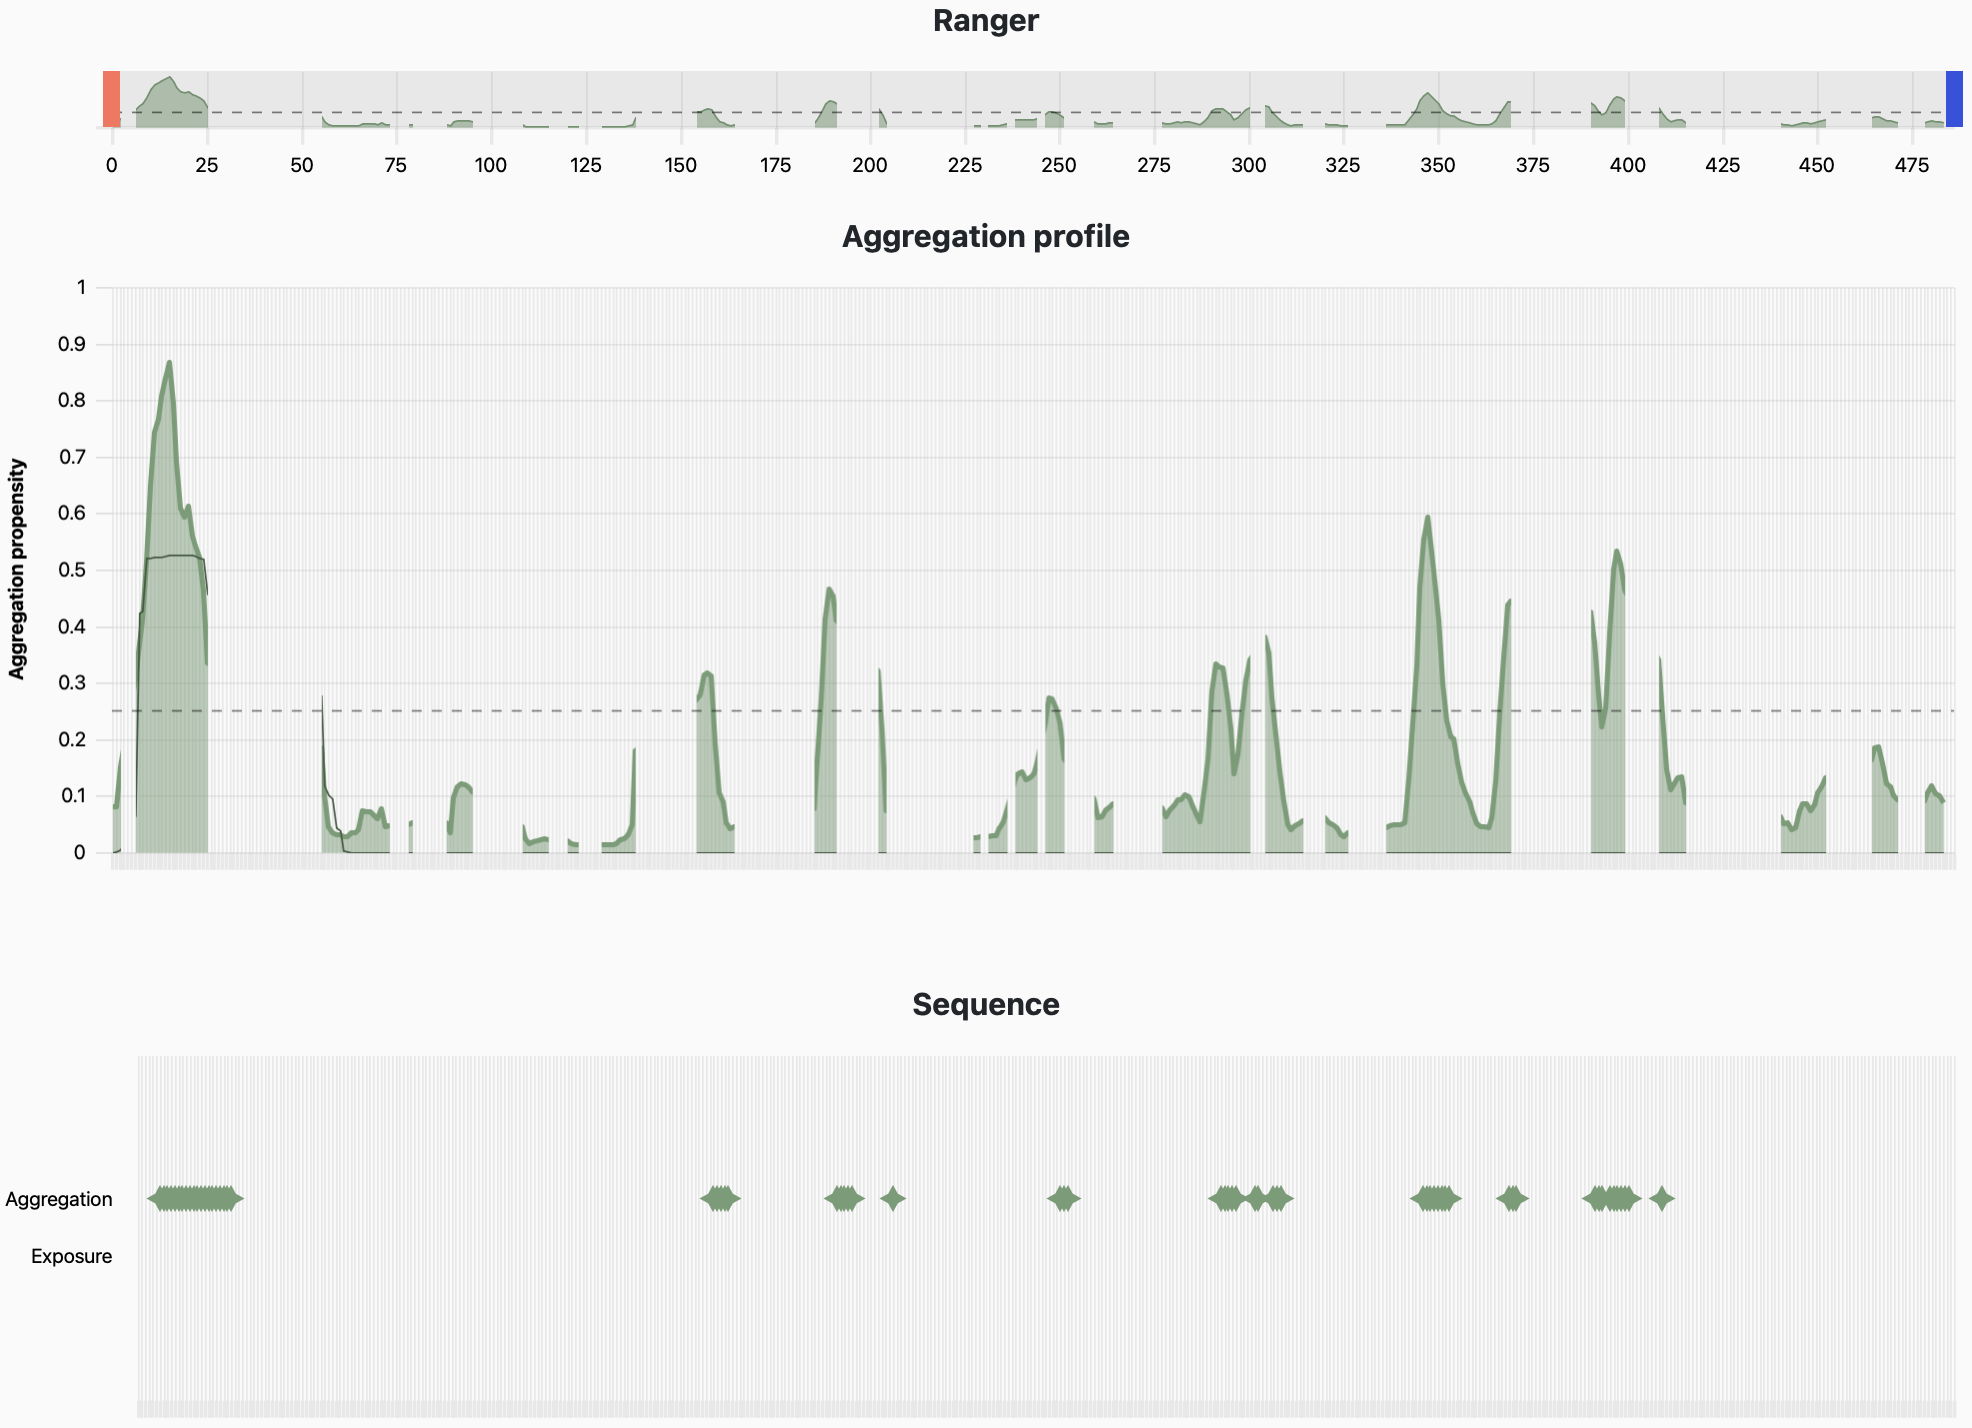 Ranger
0 25 50 75 100 125 150 175 200 225 250 275 300 325 350 375 400 425 450 475
Aggregation profile
Aggregation propensity
1
0.9
0.8
0.7
0.6
0.5
0.4
0.3
0.2
0.1
0
Sequence
Aggregation
Exposure